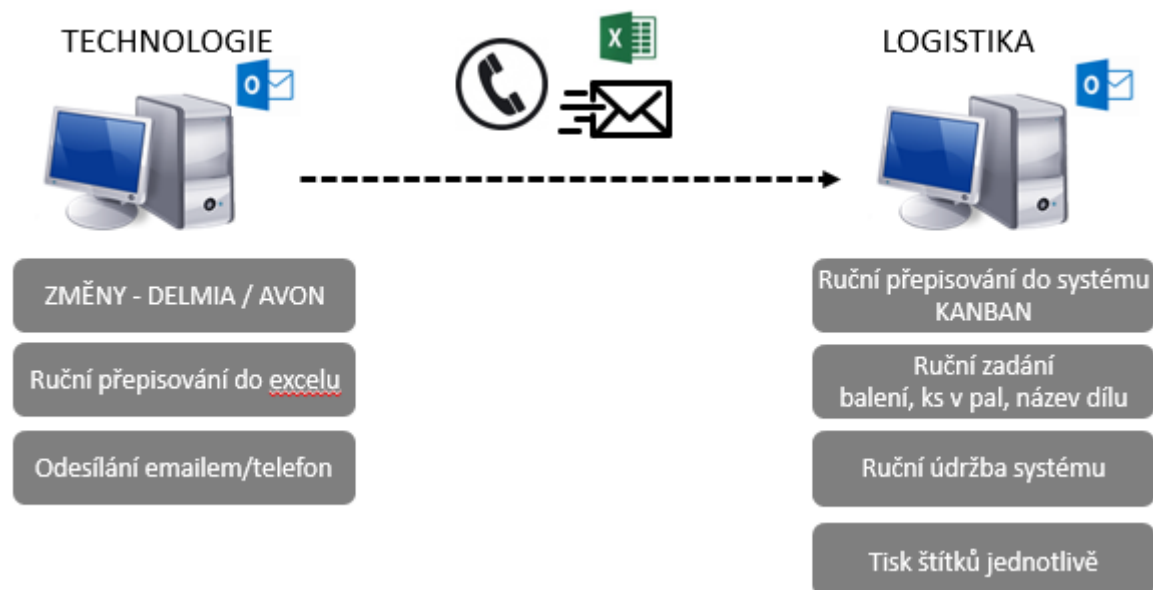 TECHNOLOGIE
LOGISTIKA
ZMĚNY - DELMIA / AVON
Ruční přepisování do excelu
Odesílání emailem/telefon
Ruční přepisování do systému
KANBAN
Ruční zadání
balení, ks v pal, název dílu
Ruční údržba systému
Tisk štítků jednotlivě